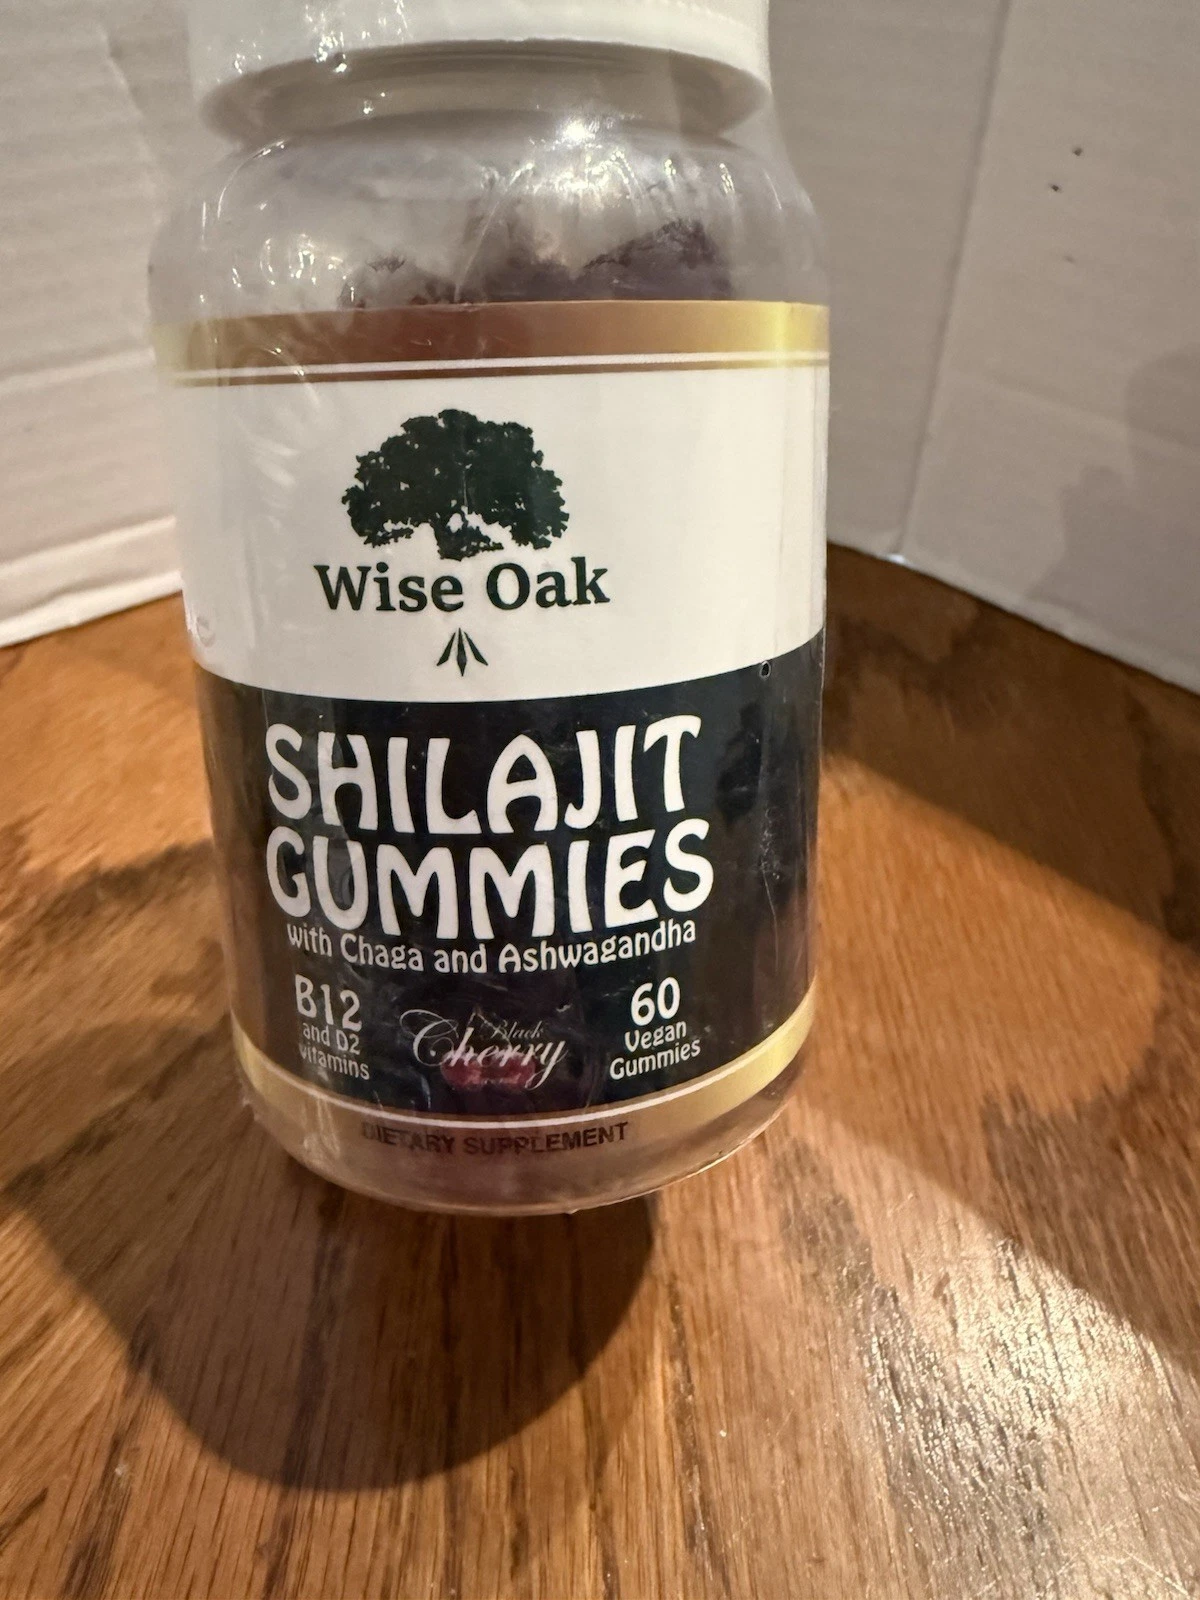 Wise Oak
SHILAJIT
GUMMIES
with Chaga and Ashwagandha
B12
and D2
vitamins
Black
Cherry
60
Vegan
Gummies
DIETARY SUPPLEMENT